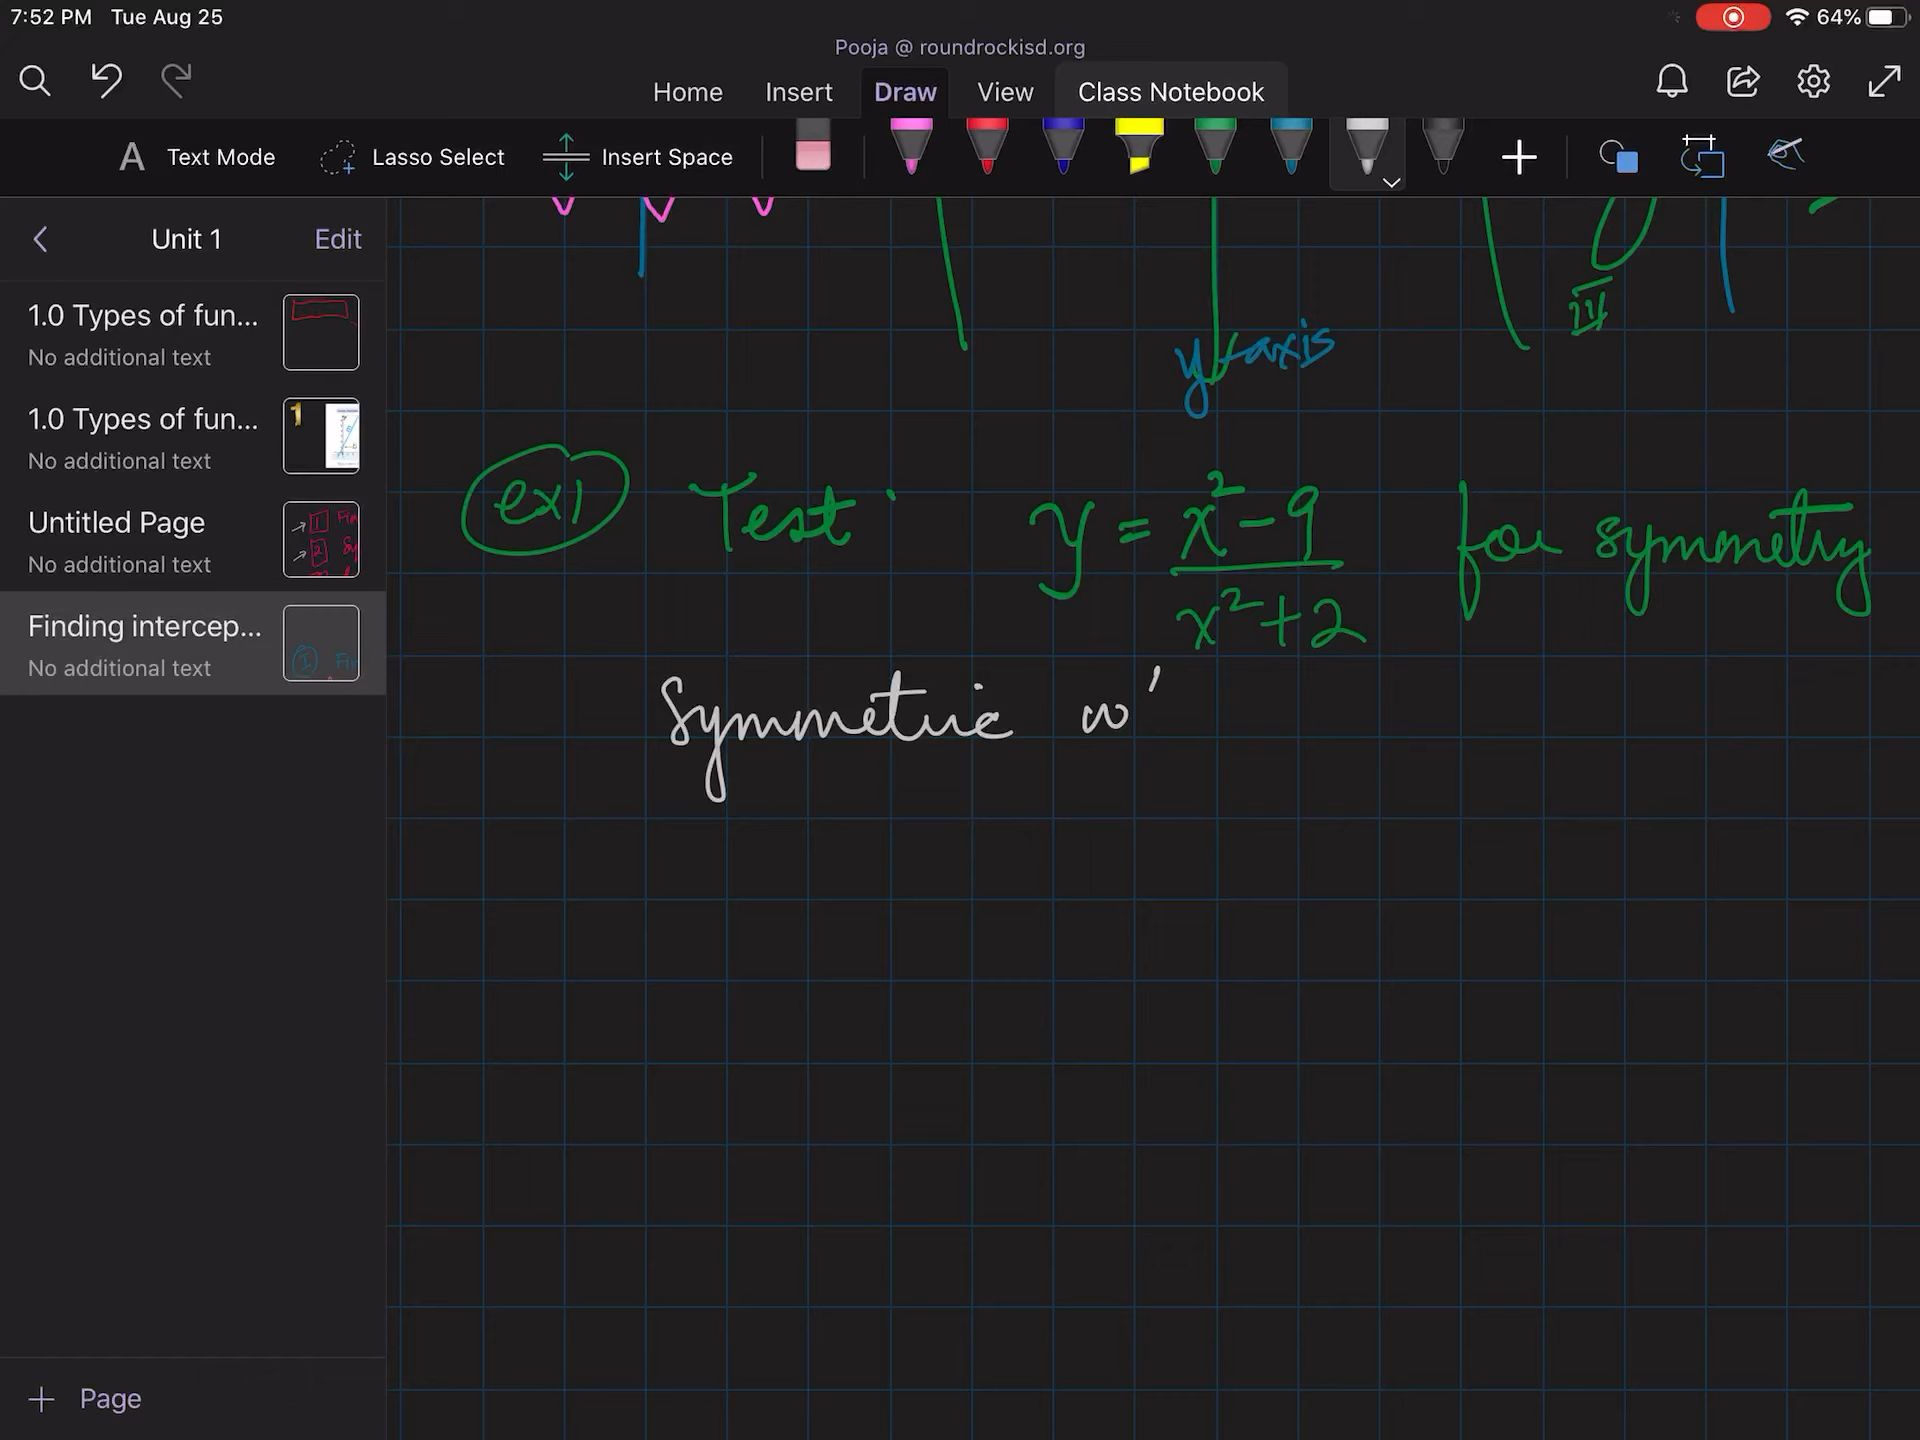 7:52 PM Tue Aug 25
64%
Pooja @ roundrockisd.org
Home Insert Draw View Class Notebook
A Text Mode Lasso Select Insert Space
Unit 1 Edit
1.0 Types of fun...
No additional text
1.0 Types of fun...
No additional text
Untitled Page
No additional text
Finding intercep...
No additional text
+ Page
y-axis
ex1 Test y = x²-9 / x²+2 for symmetry
Symmetric w'